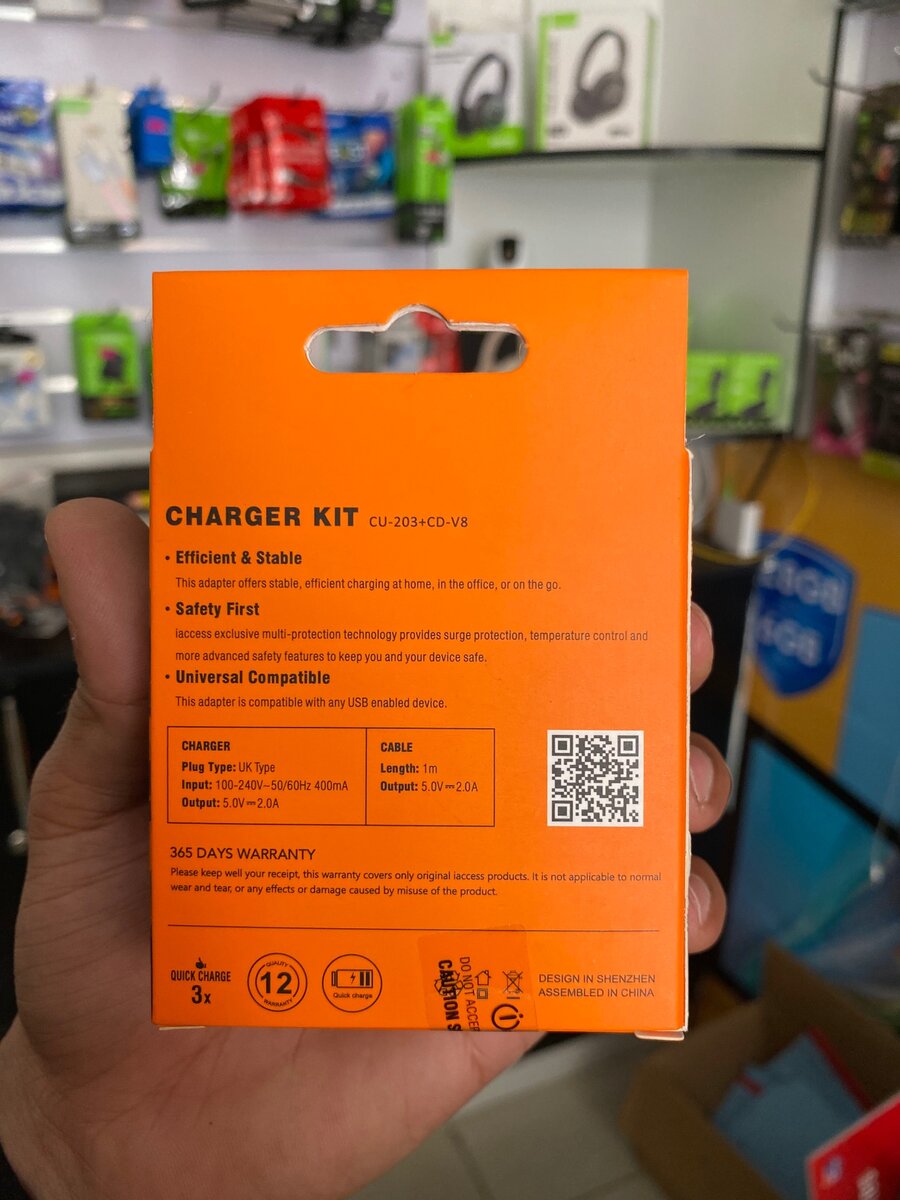 CHARGER KIT CU-203+CD-V8
• Efficient & Stable
This adapter offers stable, efficient charging at home, in the office, or on the go.
• Safety First
iaccess exclusive multi-protection technology provides surge protection, temperature control and
more advanced safety features to keep you and your device safe.
• Universal Compatible
This adapter is compatible with any USB enabled device.
CHARGER
Plug Type: UK Type
Input: 100-240V~50/60Hz 400mA
Output: 5.0V⎓2.0A
CABLE
Length: 1m
Output: 5.0V⎓2.0A
365 DAYS WARRANTY
Please keep well your receipt, this warranty covers only original iaccess products. It is not applicable to normal
wear and tear, or any effects or damage caused by misuse of the product.
QUICK CHARGE
3x
QUALITY
12
WARRANTY
Quick charge
DO NOT ACCEP
CAUTION S
DESIGN IN SHENZHEN
ASSEMBLED IN CHINA